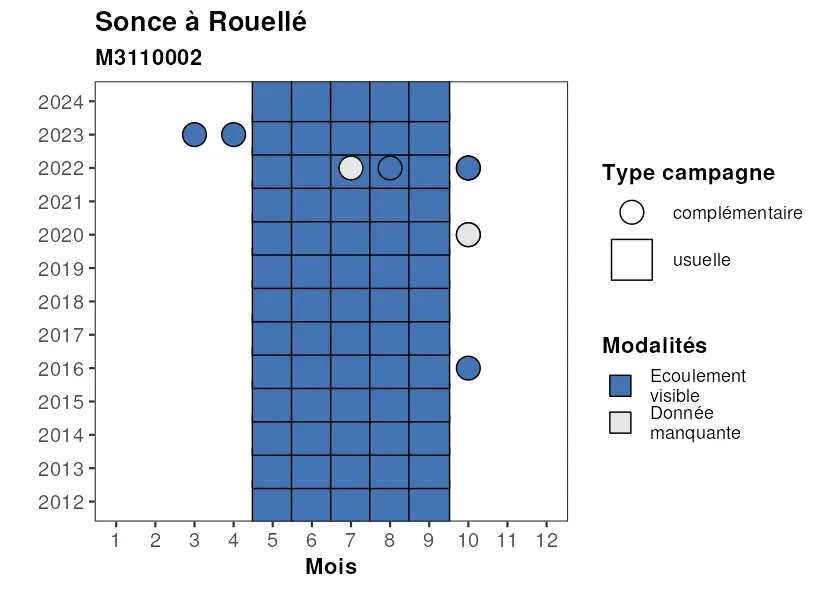 Sonce à Rouellé
M3110002
2024
2023
2022
2021
2020
2019
2018
2017
2016
2015
2014
2013
2012
1 2 3 4 5 6 7 8 9 10 11 12
Mois
Type campagne
complémentaire
usuelle
Modalités
Ecoulement
visible
Donnée
manquante